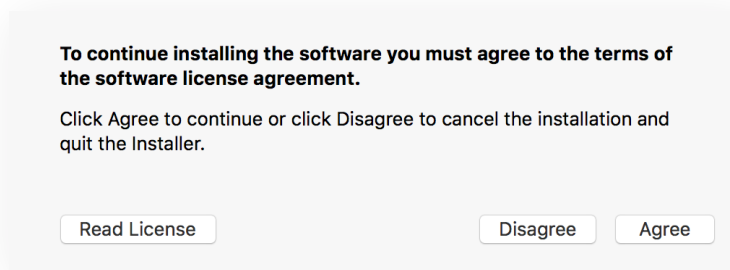 To continue installing the software you must agree to the terms of
the software license agreement.
Click Agree to continue or click Disagree to cancel the installation and
quit the Installer.
Read License
Disagree
Agree